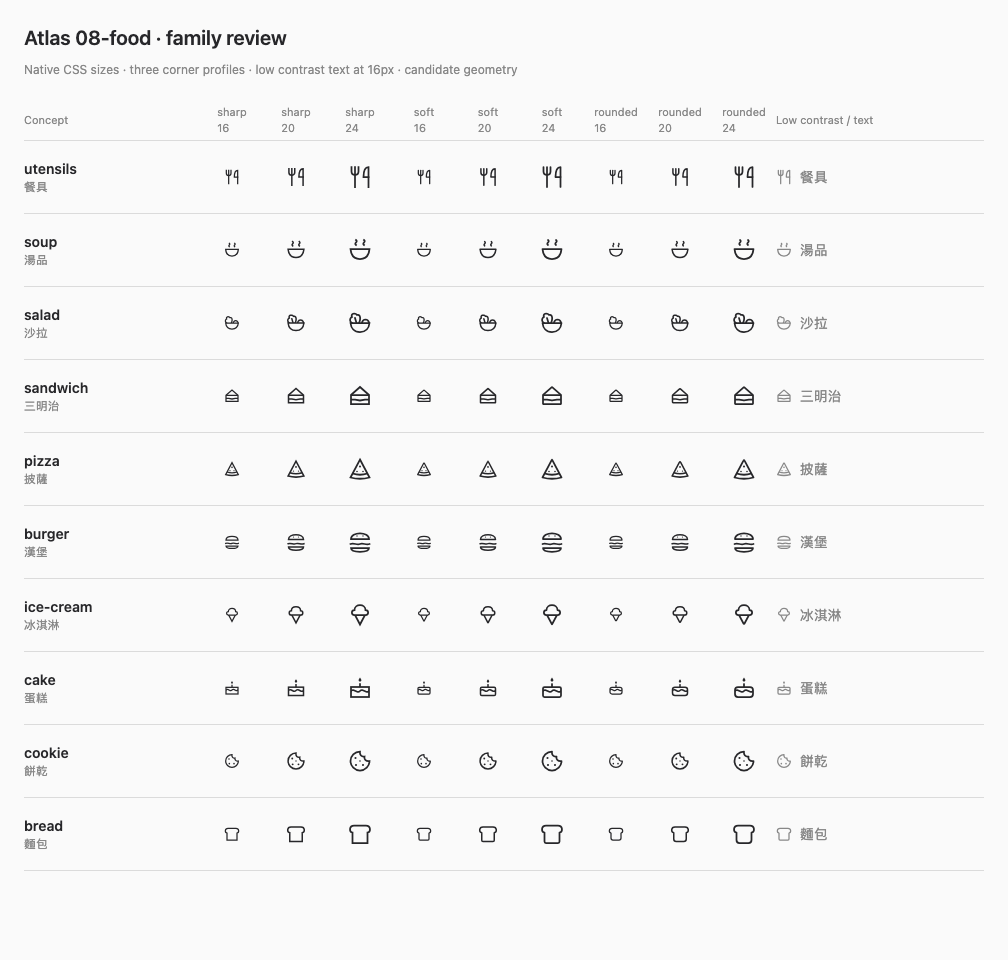 Atlas 08-food · family review
Native CSS sizes · three corner profiles · low contrast text at 16px · candidate geometry
Concept sharp 16 sharp 20 sharp 24 soft 16 soft 20 soft 24 rounded 16 rounded 20 rounded 24 Low contrast / text
utensils
餐具
餐具
soup
湯品
湯品
salad
沙拉
沙拉
sandwich
三明治
三明治
pizza
披薩
披薩
burger
漢堡
漢堡
ice-cream
冰淇淋
冰淇淋
cake
蛋糕
蛋糕
cookie
餅乾
餅乾
bread
麵包
麵包